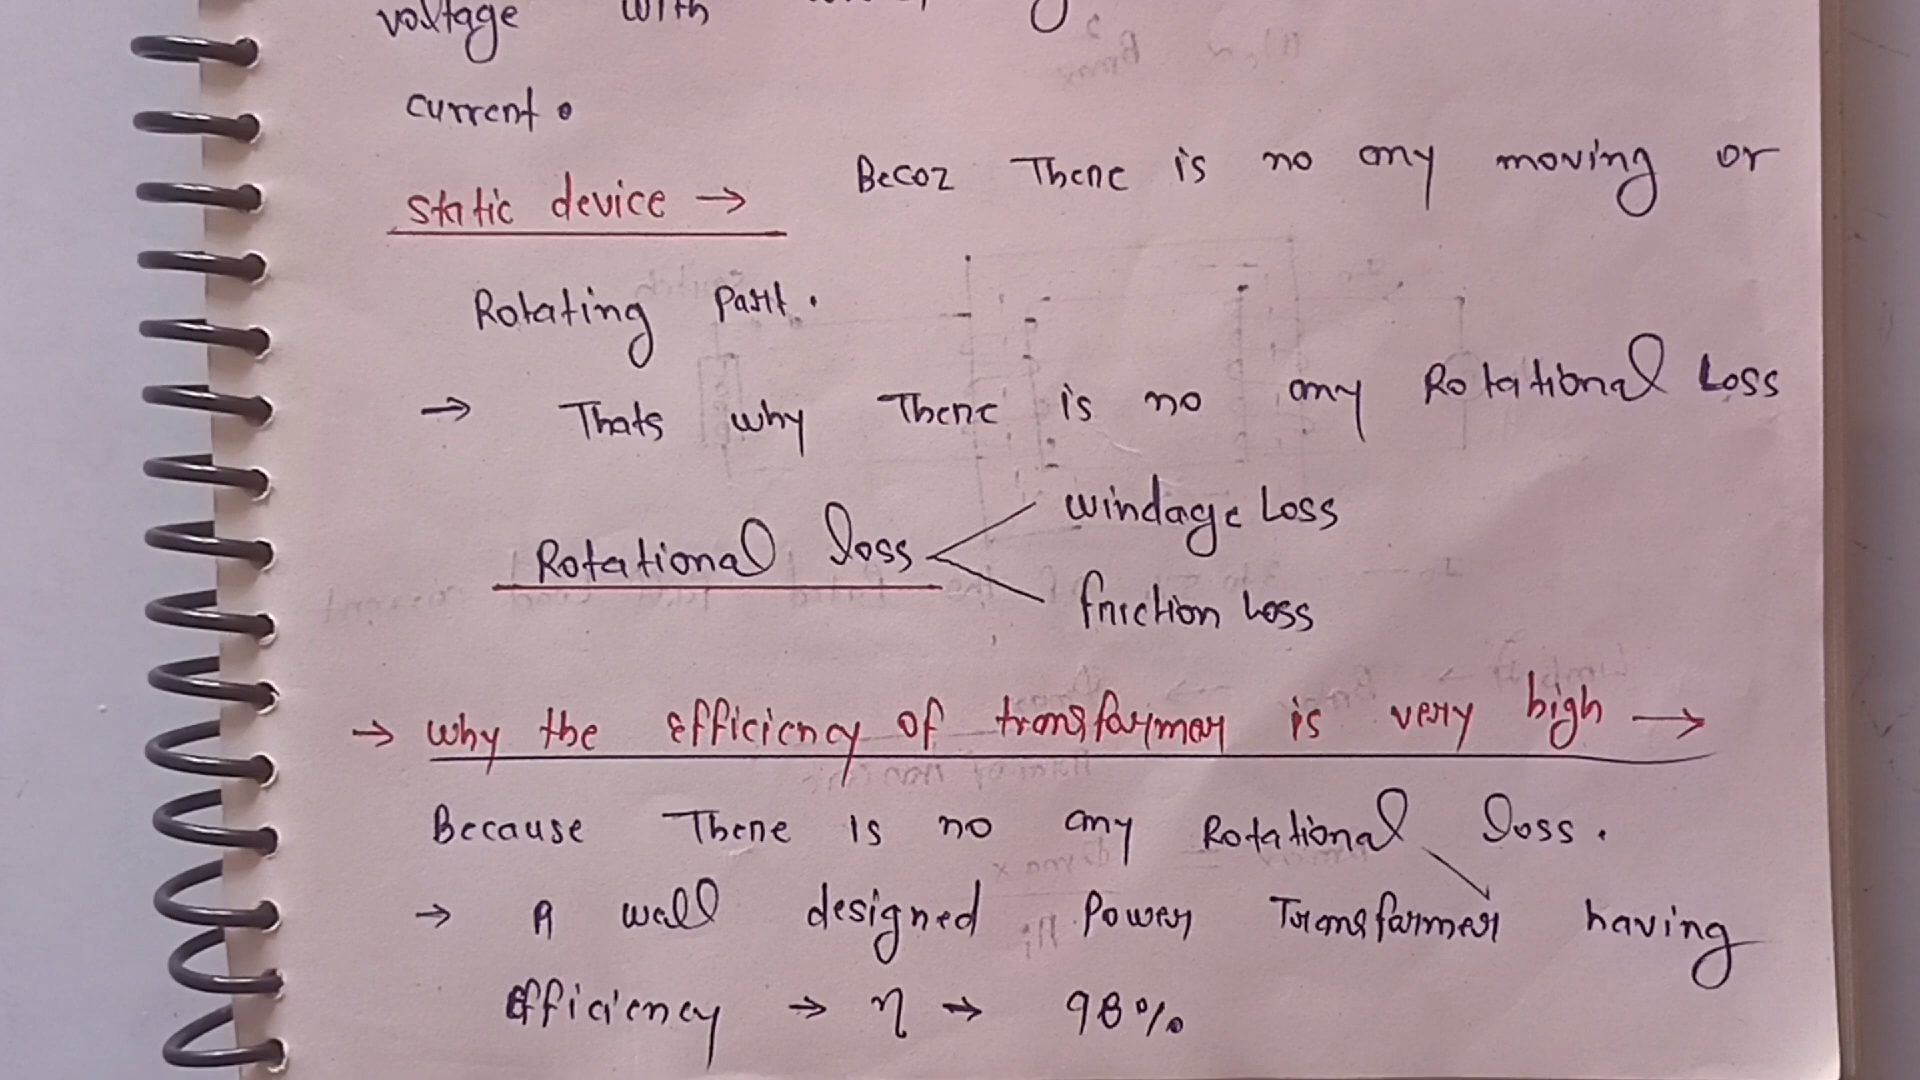 voltage with
current.
static device → Becoz There is no any moving or
Rotating Part.
→ Thats why There is no any Rotational Loss
Rotational loss windage Loss
friction Loss
→ why the efficiency of transformer is very high →
Because There is no any Rotational loss.
→ A well designed Power Transformer having
Efficiency → η → 98%